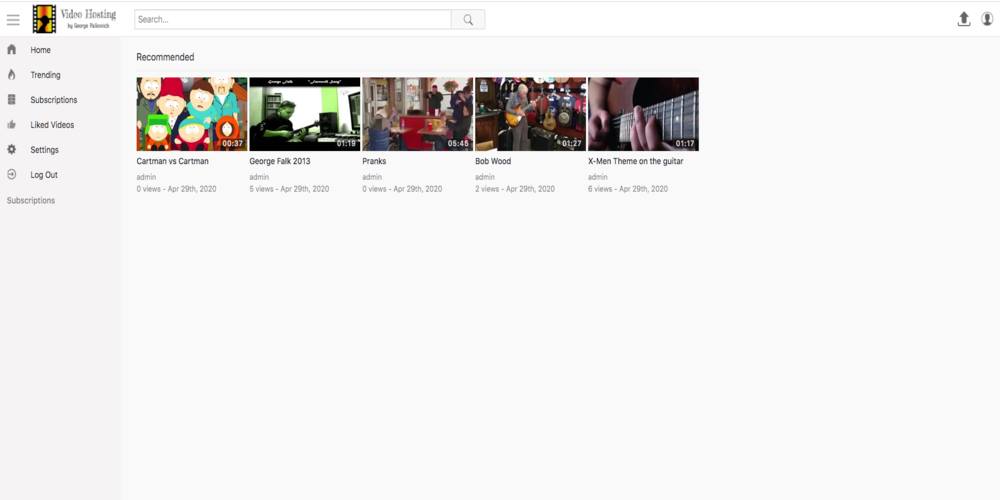 Video Hosting
by George Polkovich
Search...
Home
Trending
Subscriptions
Liked Videos
Settings
Log Out
Subscriptions
Recommended
00:37
George Falk
01:19
05:45
01:27
01:17
Cartman vs Cartman
George Falk 2013
Pranks
Bob Wood
X-Men Theme on the guitar
admin
admin
admin
admin
admin
0 views - Apr 29th, 2020
5 views - Apr 29th, 2020
0 views - Apr 29th, 2020
2 views - Apr 29th, 2020
6 views - Apr 29th, 2020